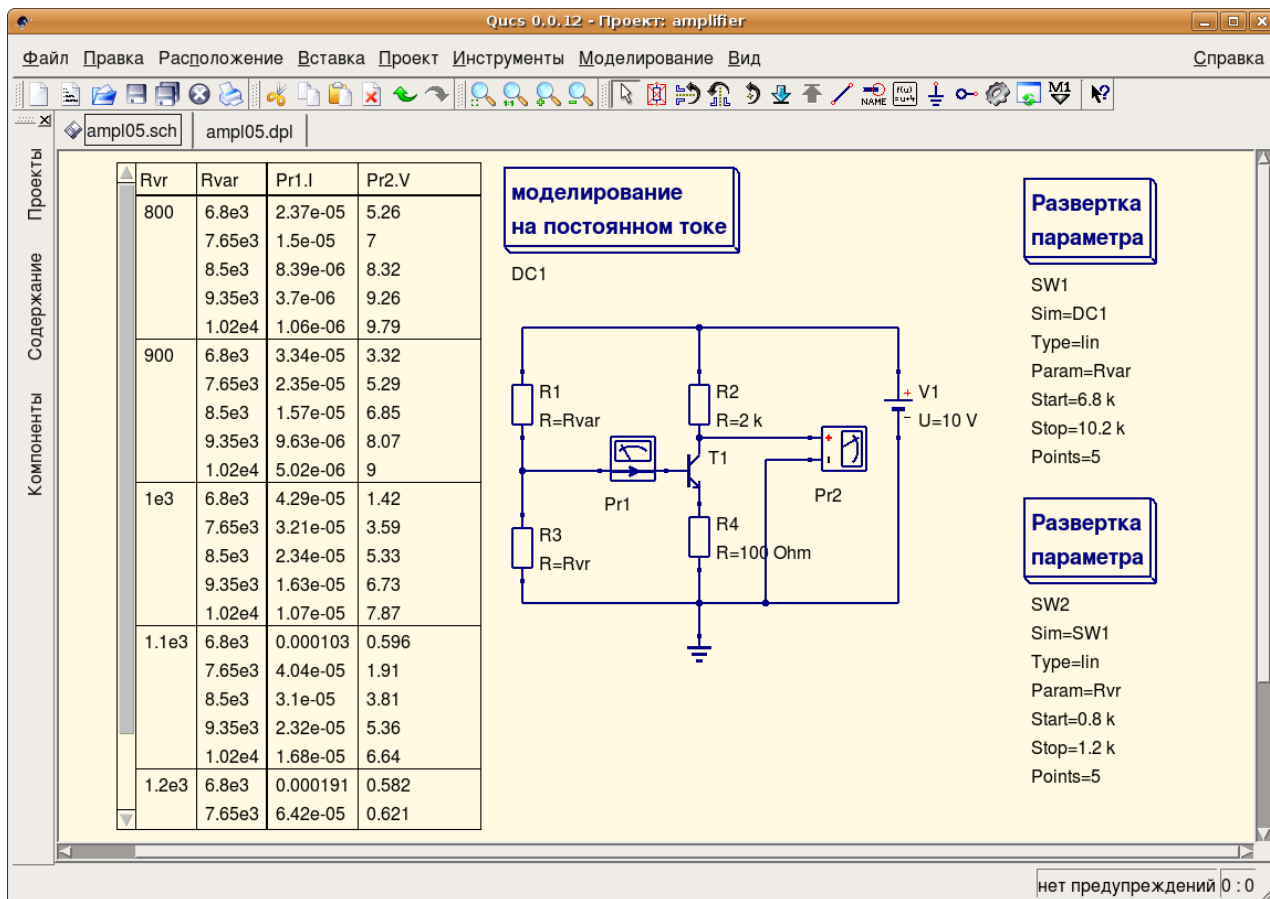 Qucs 0.0.12 - Проект: amplifier
Файл Правка Расположение Вставка Проект Инструменты Моделирование Вид Справка
1:1 NAME f(u) =u+4 M1
ampl05.sch ampl05.dpl
Проекты
Содержание
Компоненты
Rvr Rvar Pr1.I Pr2.V
800 6.8e3 2.37e-05 5.26
7.65e3 1.5e-05 7
8.5e3 8.39e-06 8.32
9.35e3 3.7e-06 9.26
1.02e4 1.06e-06 9.79
900 6.8e3 3.34e-05 3.32
7.65e3 2.35e-05 5.29
8.5e3 1.57e-05 6.85
9.35e3 9.63e-06 8.07
1.02e4 5.02e-06 9
1e3 6.8e3 4.29e-05 1.42
7.65e3 3.21e-05 3.59
8.5e3 2.34e-05 5.33
9.35e3 1.63e-05 6.73
1.02e4 1.07e-05 7.87
1.1e3 6.8e3 0.000103 0.596
7.65e3 4.04e-05 1.91
8.5e3 3.1e-05 3.81
9.35e3 2.32e-05 5.36
1.02e4 1.68e-05 6.64
1.2e3 6.8e3 0.000191 0.582
7.65e3 6.42e-05 0.621
моделирование
на постоянном токе
DC1
R1
R=Rvar
R2
R=2 k
V1
U=10 V
T1
Pr1
Pr2
R3
R=Rvr
R4
R=100 Ohm
Развертка
параметра
SW1
Sim=DC1
Type=lin
Param=Rvar
Start=6.8 k
Stop=10.2 k
Points=5
Развертка
параметра
SW2
Sim=SW1
Type=lin
Param=Rvr
Start=0.8 k
Stop=1.2 k
Points=5
нет предупреждений 0 : 0